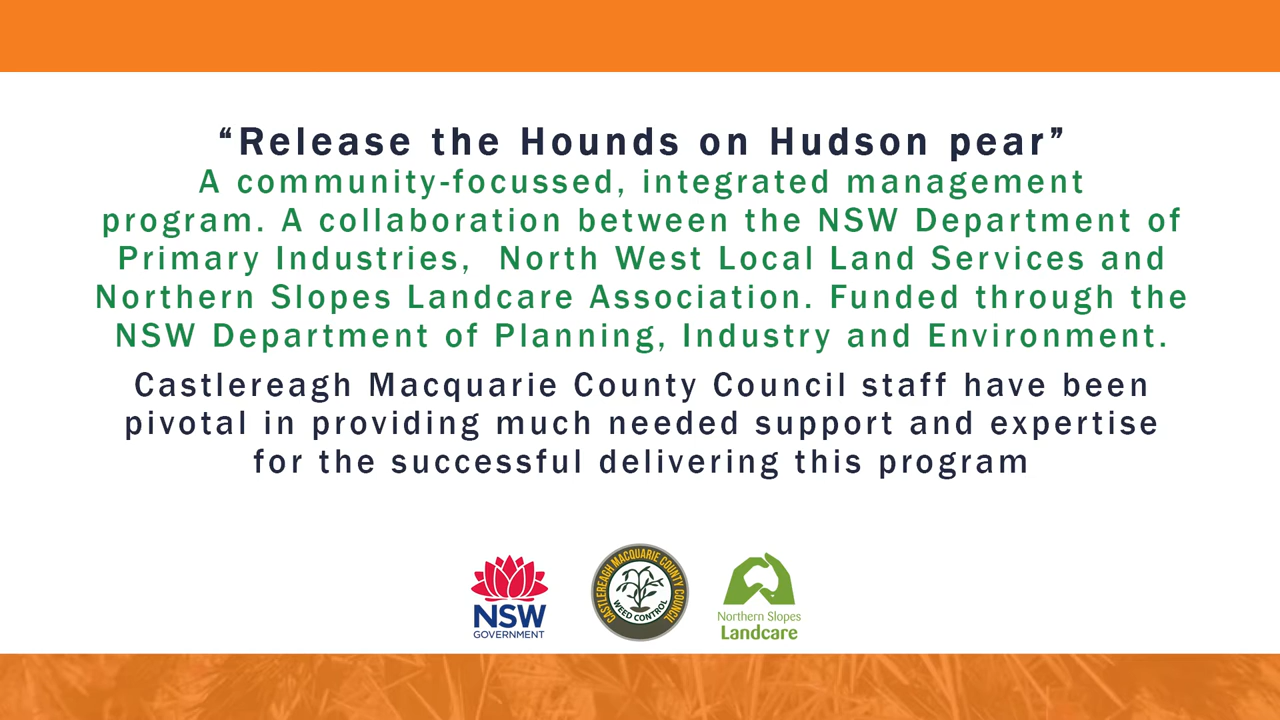 “Release the Hounds on Hudson pear”
A community-focussed, integrated management
program. A collaboration between the NSW Department of
Primary Industries,  North West Local Land Services and
Northern Slopes Landcare Association. Funded through the
NSW Department of Planning, Industry and Environment.
Castlereagh Macquarie County Council staff have been
pivotal in providing much needed support and expertise
for the successful delivering this program
NSW
GOVERNMENT
CASTLEREAGH MACQUARIE COUNTY COUNCIL
WEED CONTROL
Northern Slopes
Landcare